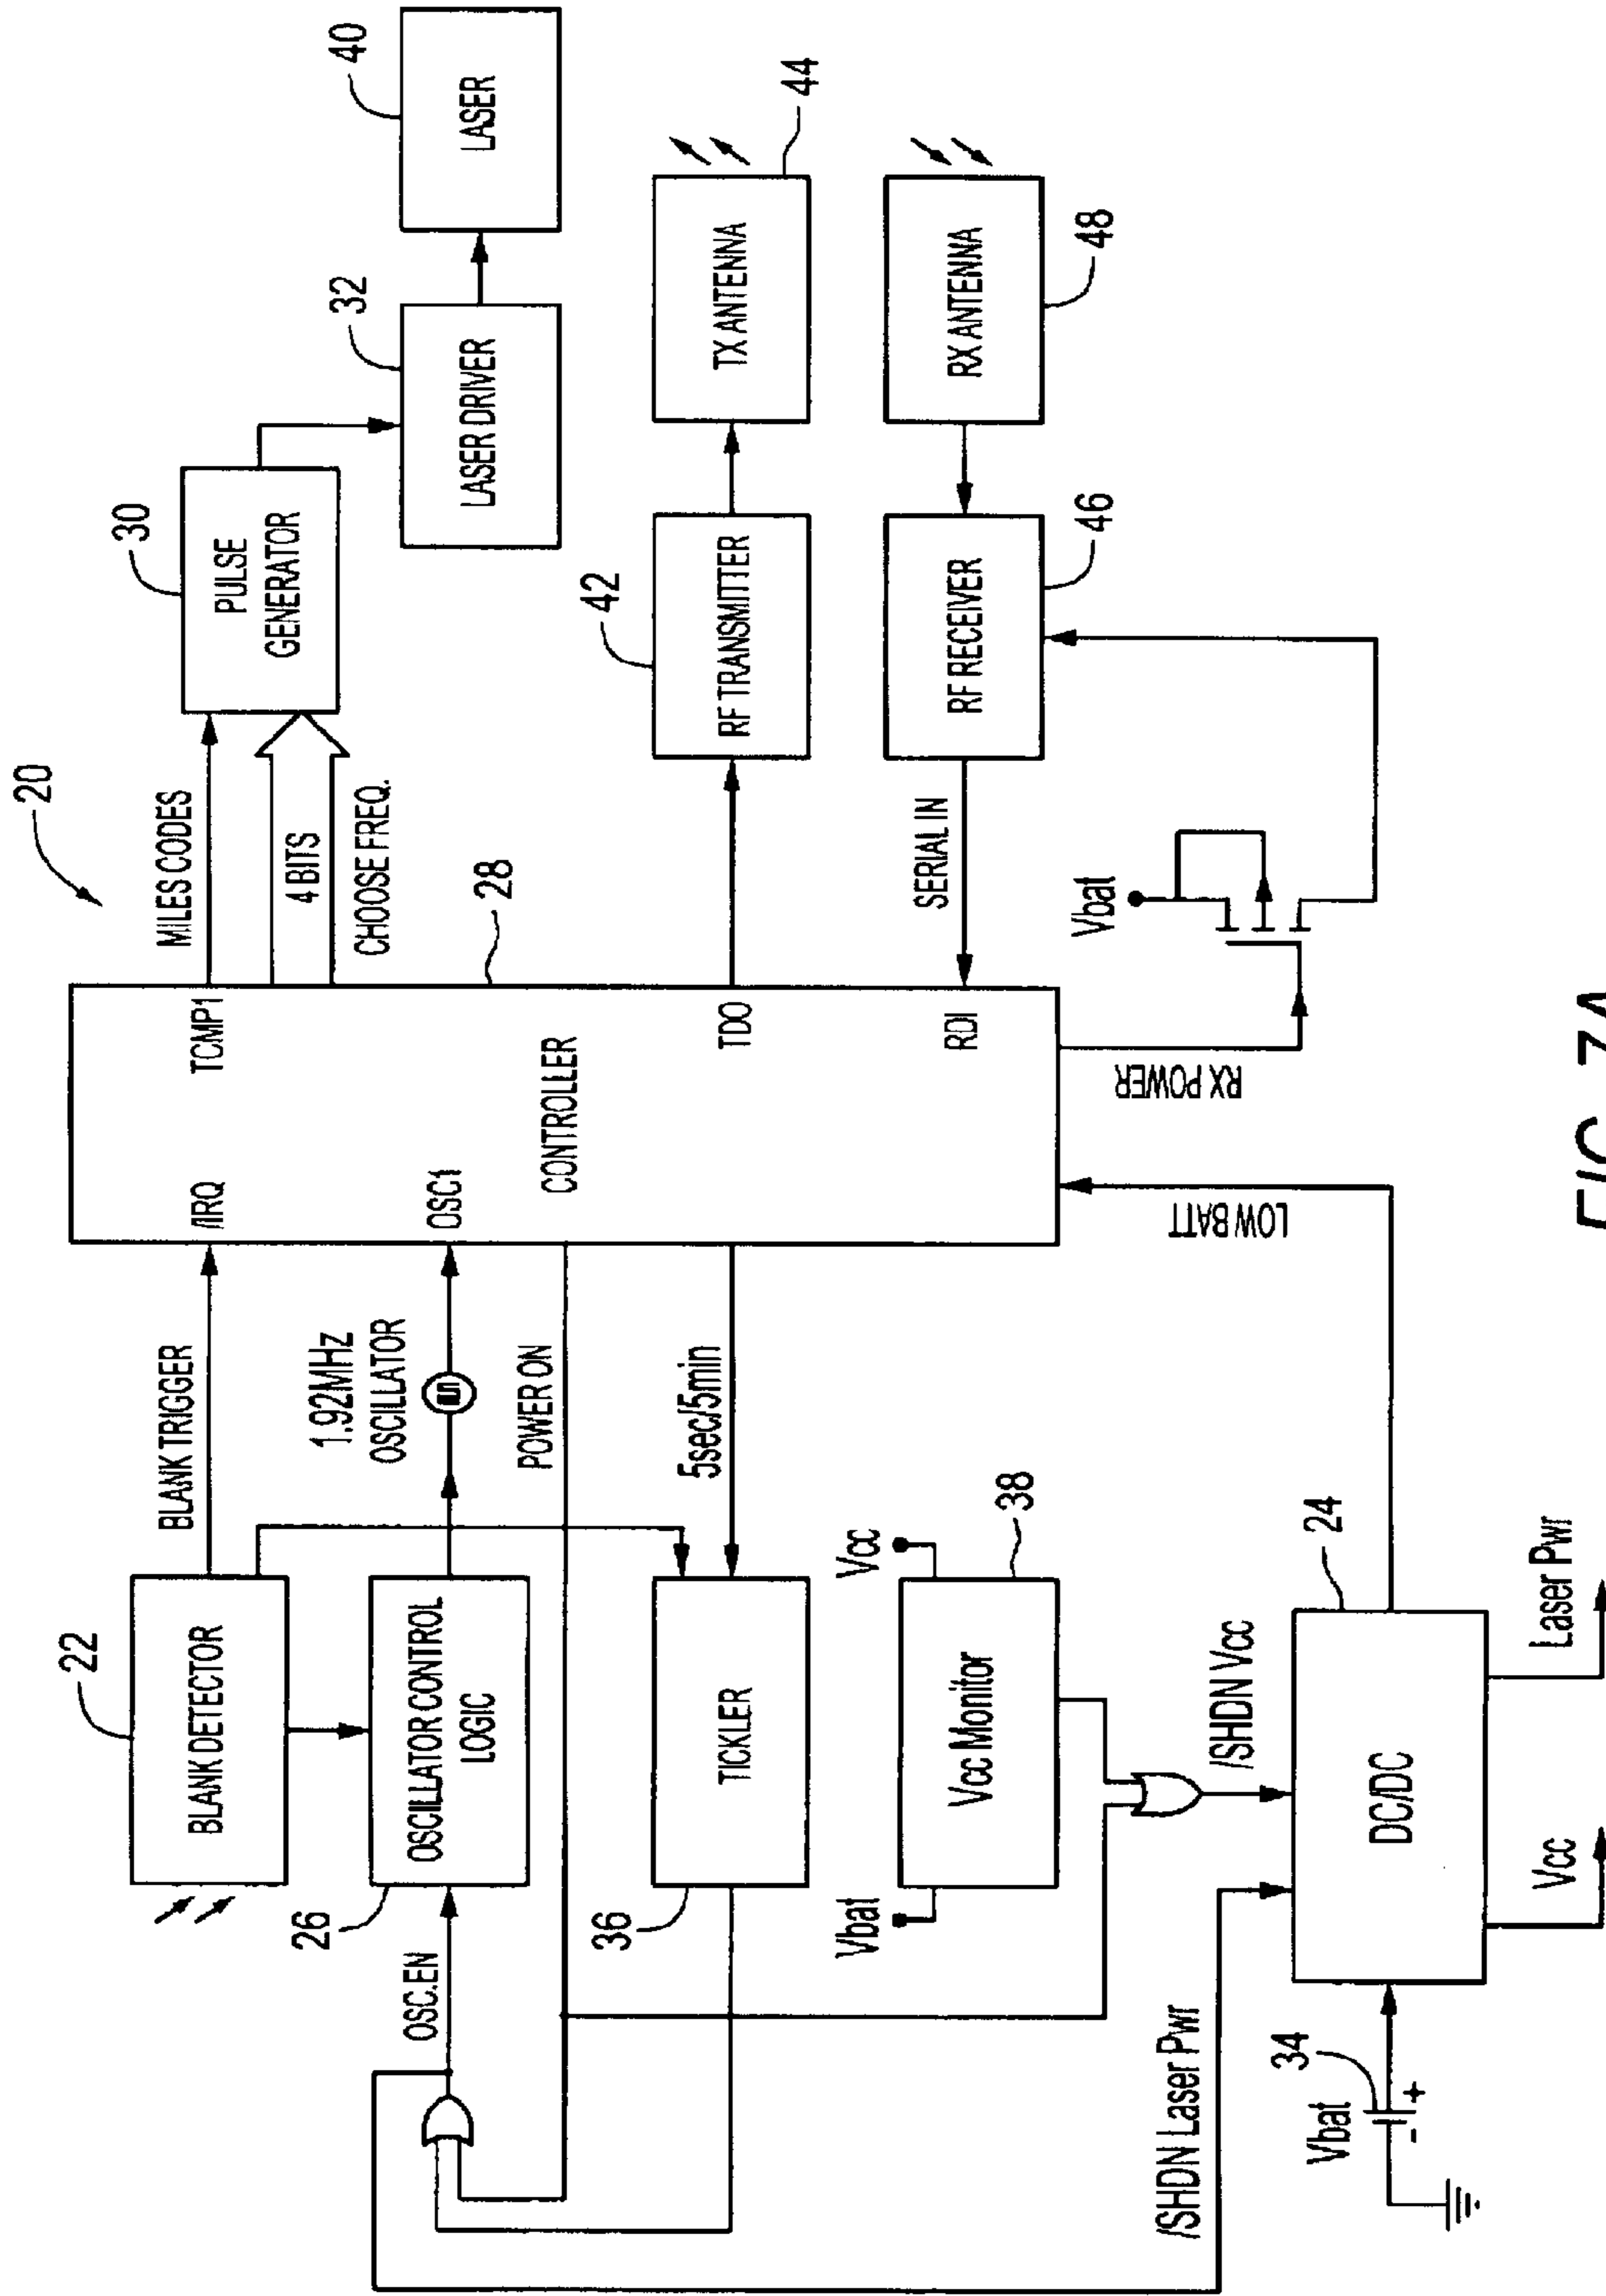 20
22
BLANK DETECTOR
BLANK TRIGGER
/IRQ
TCMP1
MILES CODES
30
PULSE
GENERATOR
4 BITS
CHOOSE FREQ.
OSC.EN
26
OSCILLATOR CONTROL
LOGIC
1.92MHz
OSCILLATOR
OSC1
28
CONTROLLER
32
LASER DRIVER
40
LASER
POWER ON
36
TICKLER
5sec/5min
TDO
42
RF TRANSMITTER
TX ANTENNA
44
Vbat
Vcc Monitor
Vcc
38
RDI
SERIAL IN
RF RECEIVER
46
RX ANTENNA
48
/SHDN Laser Pwr
/SHDN Vcc
LOW BATT
RX POWER
Vbat
Vbat
34
- +
DC/DC
24
Vcc
Laser Pwr
FIG.